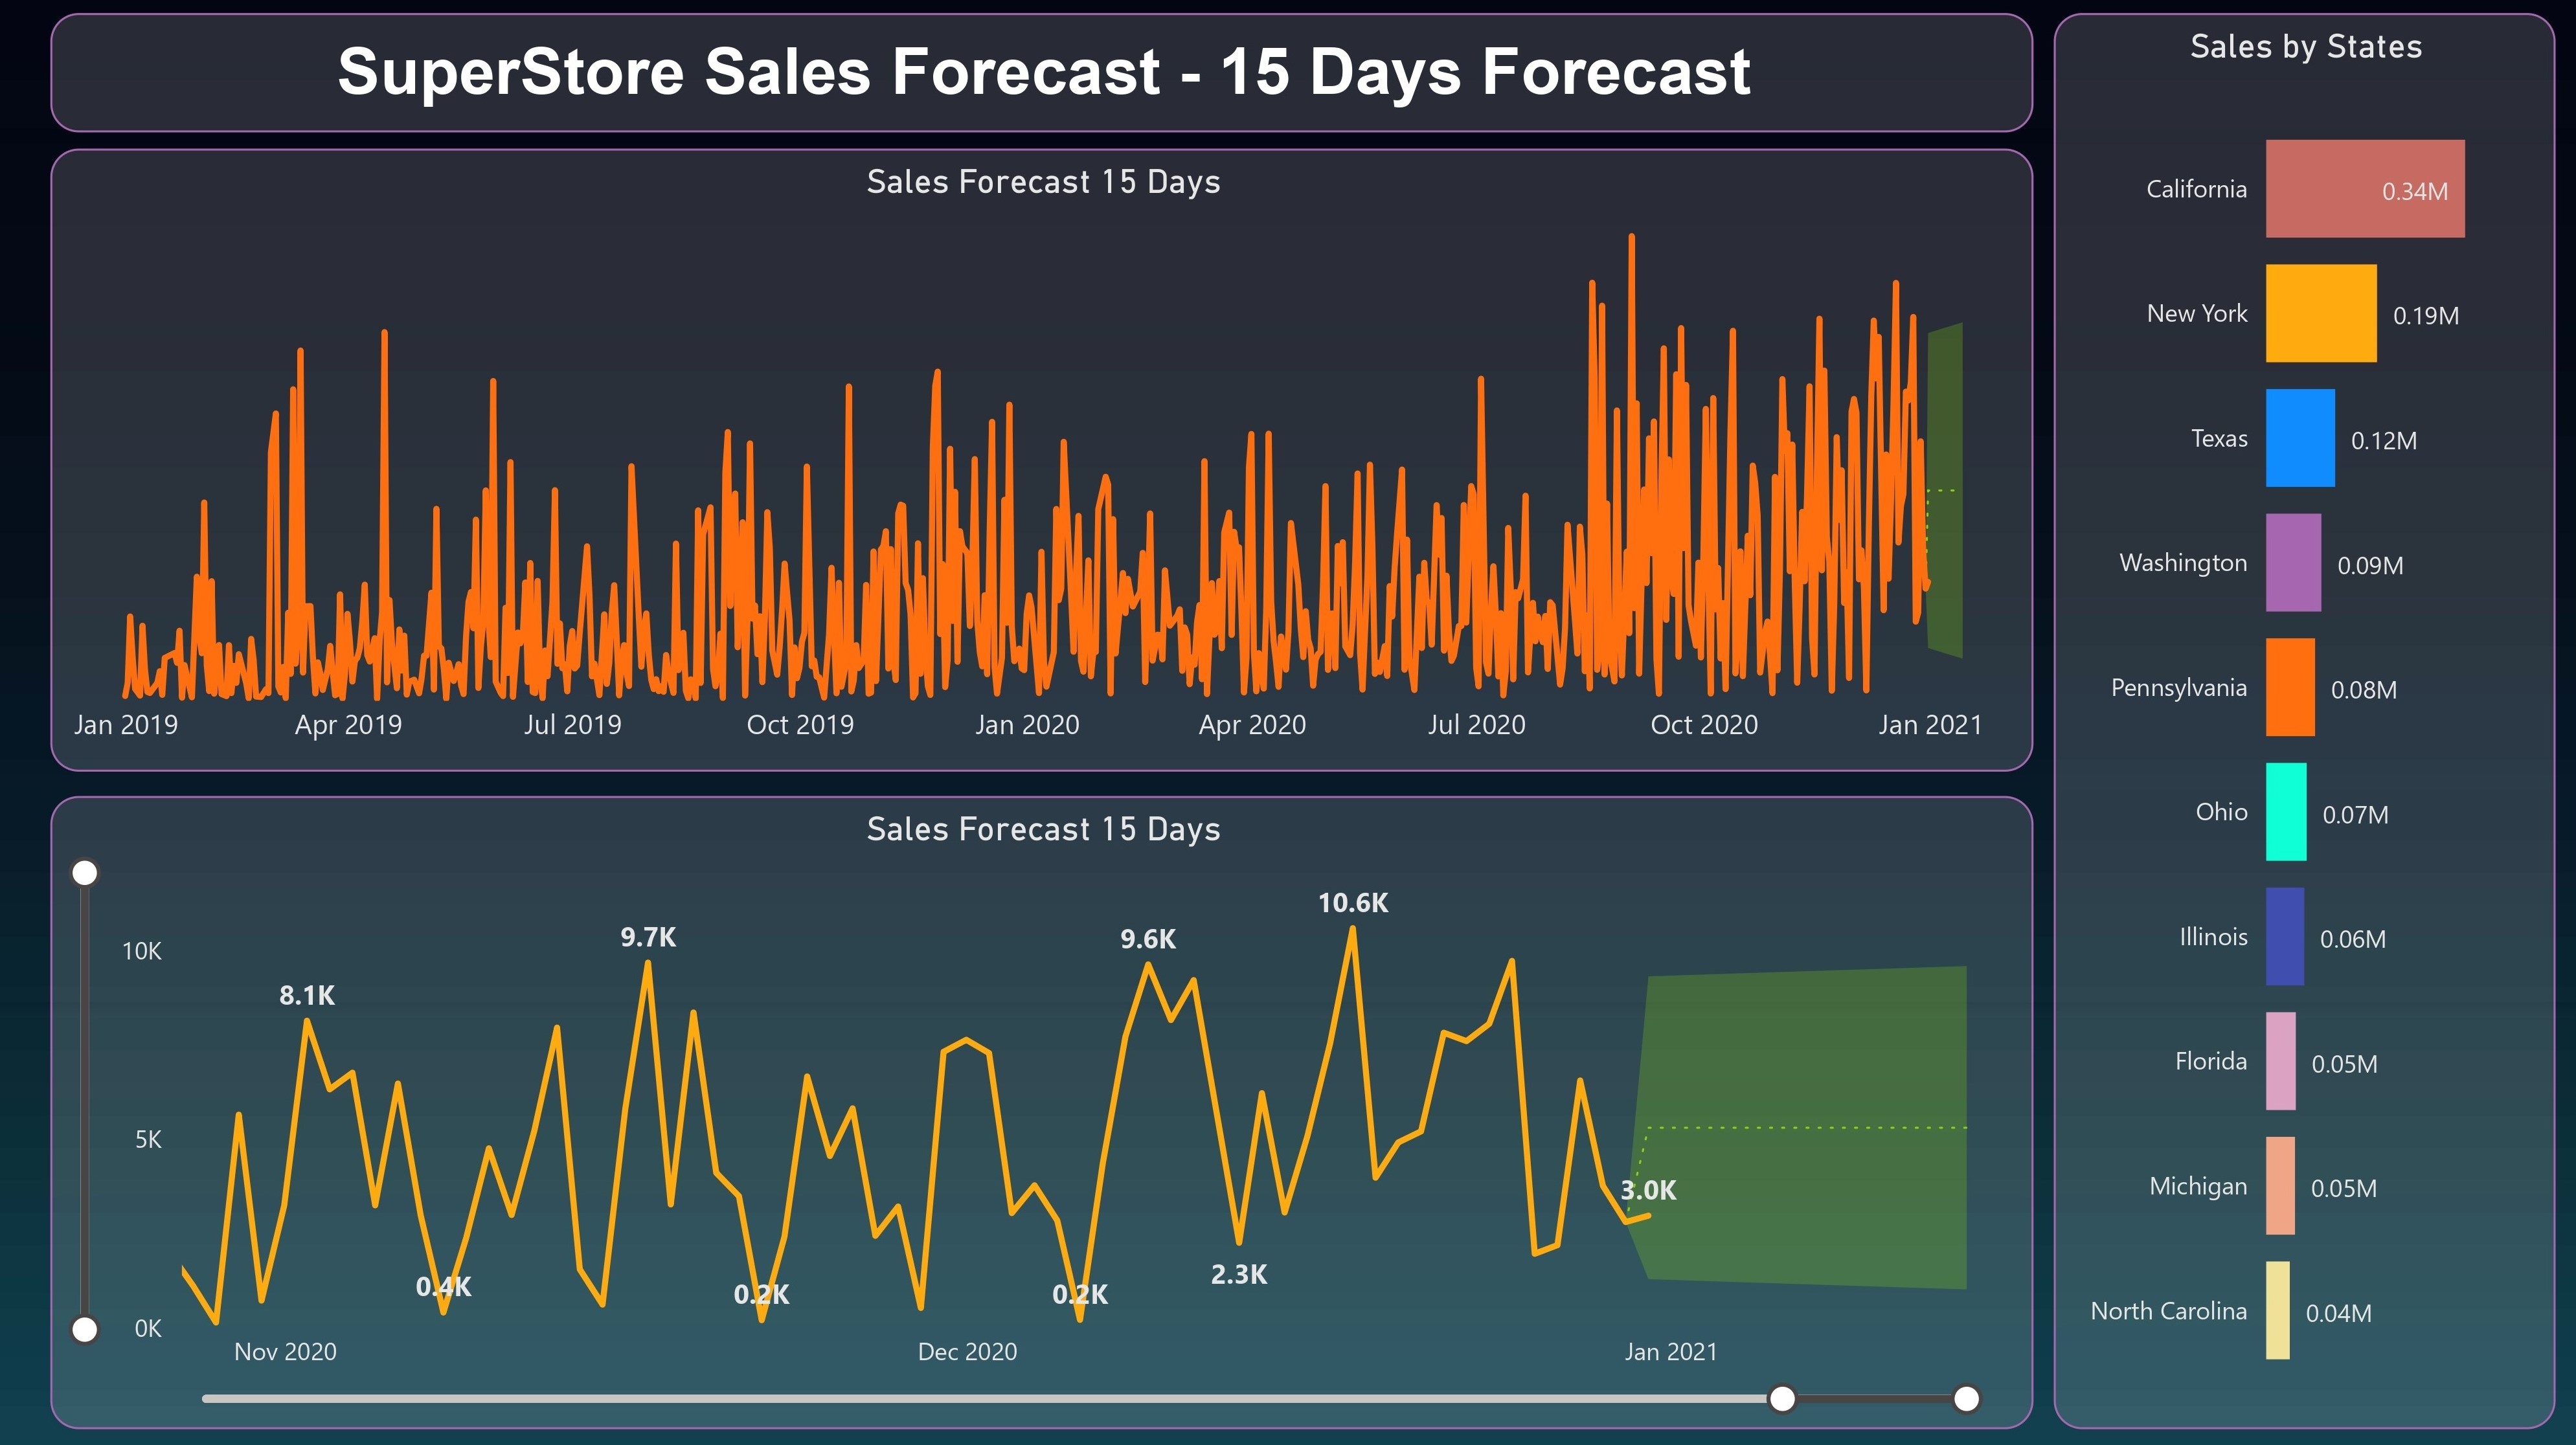 SuperStore Sales Forecast - 15 Days Forecast
Sales Forecast 15 Days
Jan 2019 Apr 2019 Jul 2019 Oct 2019 Jan 2020 Apr 2020 Jul 2020 Oct 2020 Jan 2021
Sales Forecast 15 Days
10K
5K
0K
8.1K
0.4K
9.7K
0.2K
0.2K
9.6K
2.3K
10.6K
3.0K
Nov 2020 Dec 2020 Jan 2021
Sales by States
California 0.34M
New York 0.19M
Texas 0.12M
Washington 0.09M
Pennsylvania 0.08M
Ohio 0.07M
Illinois 0.06M
Florida 0.05M
Michigan 0.05M
North Carolina 0.04M